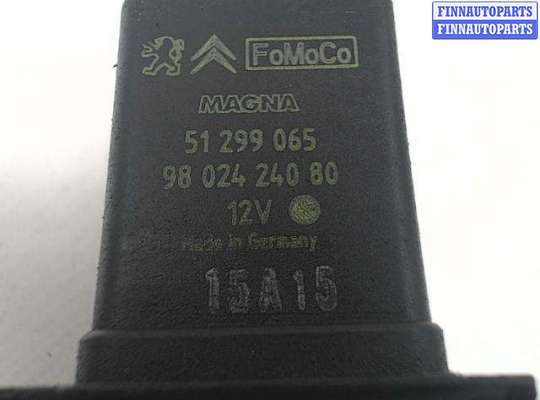 FINNAUTOPARTS
FINNAUTOPARTS
FoMoCo
MAGNA
51 299 065
98 024 240 80
12V
Made in Germany
15A15